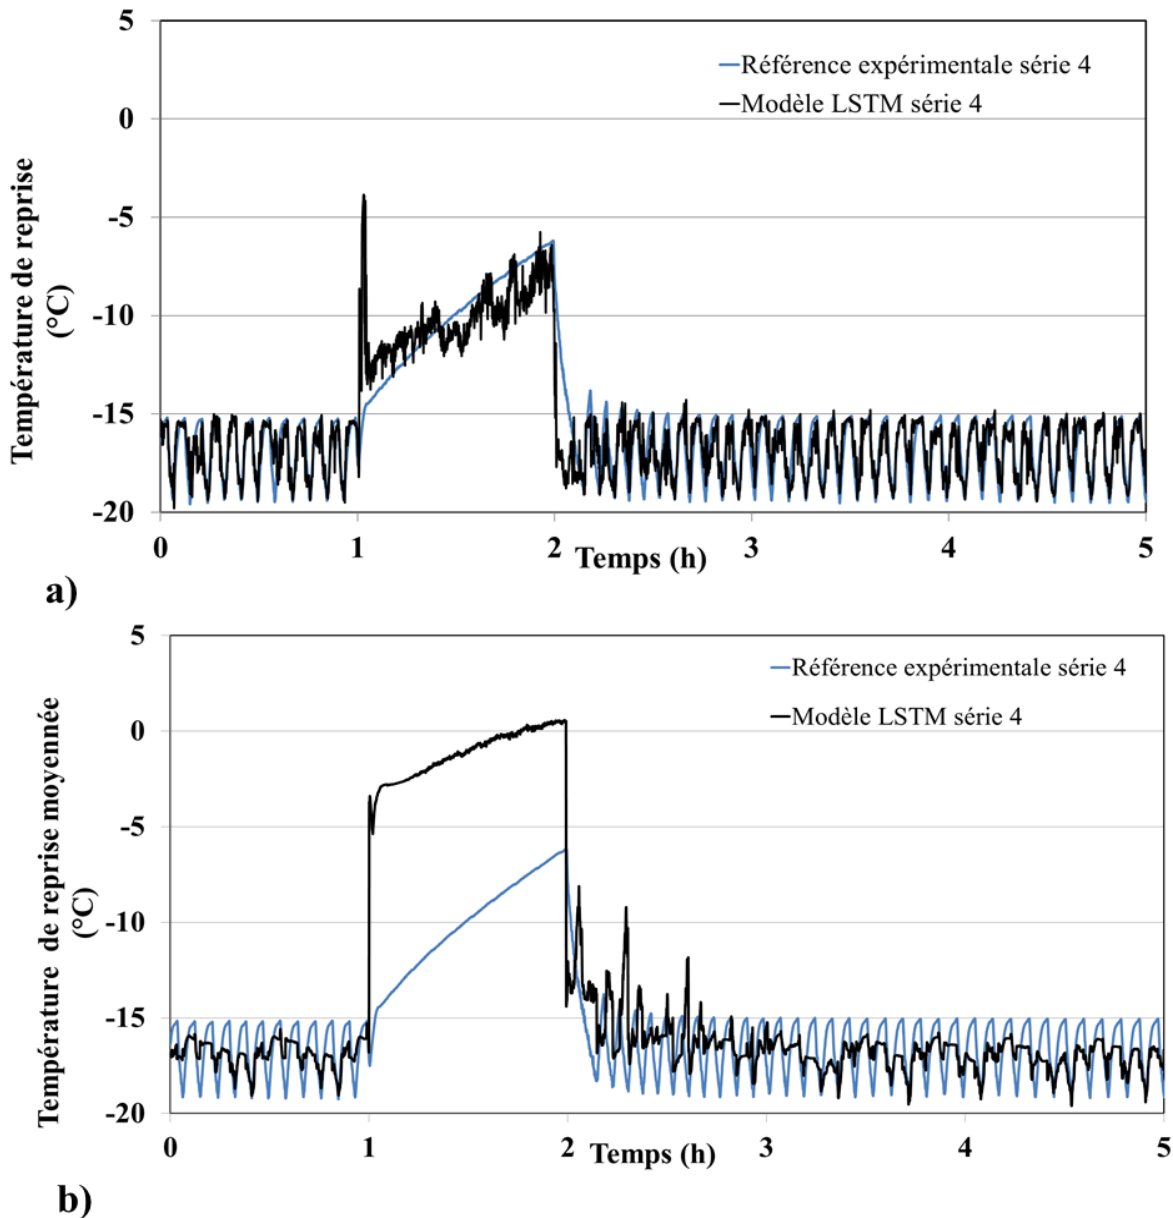 5
0
-5
-10
-15
-20
Température de reprise
(°C)
Référence expérimentale série 4
Modèle LSTM série 4
0
1
2
3
4
5
Temps (h)
a)
5
0
-5
-10
-15
-20
Température de reprise moyennée
(°C)
Référence expérimentale série 4
Modèle LSTM série 4
0
1
2
3
4
5
Temps (h)
b)